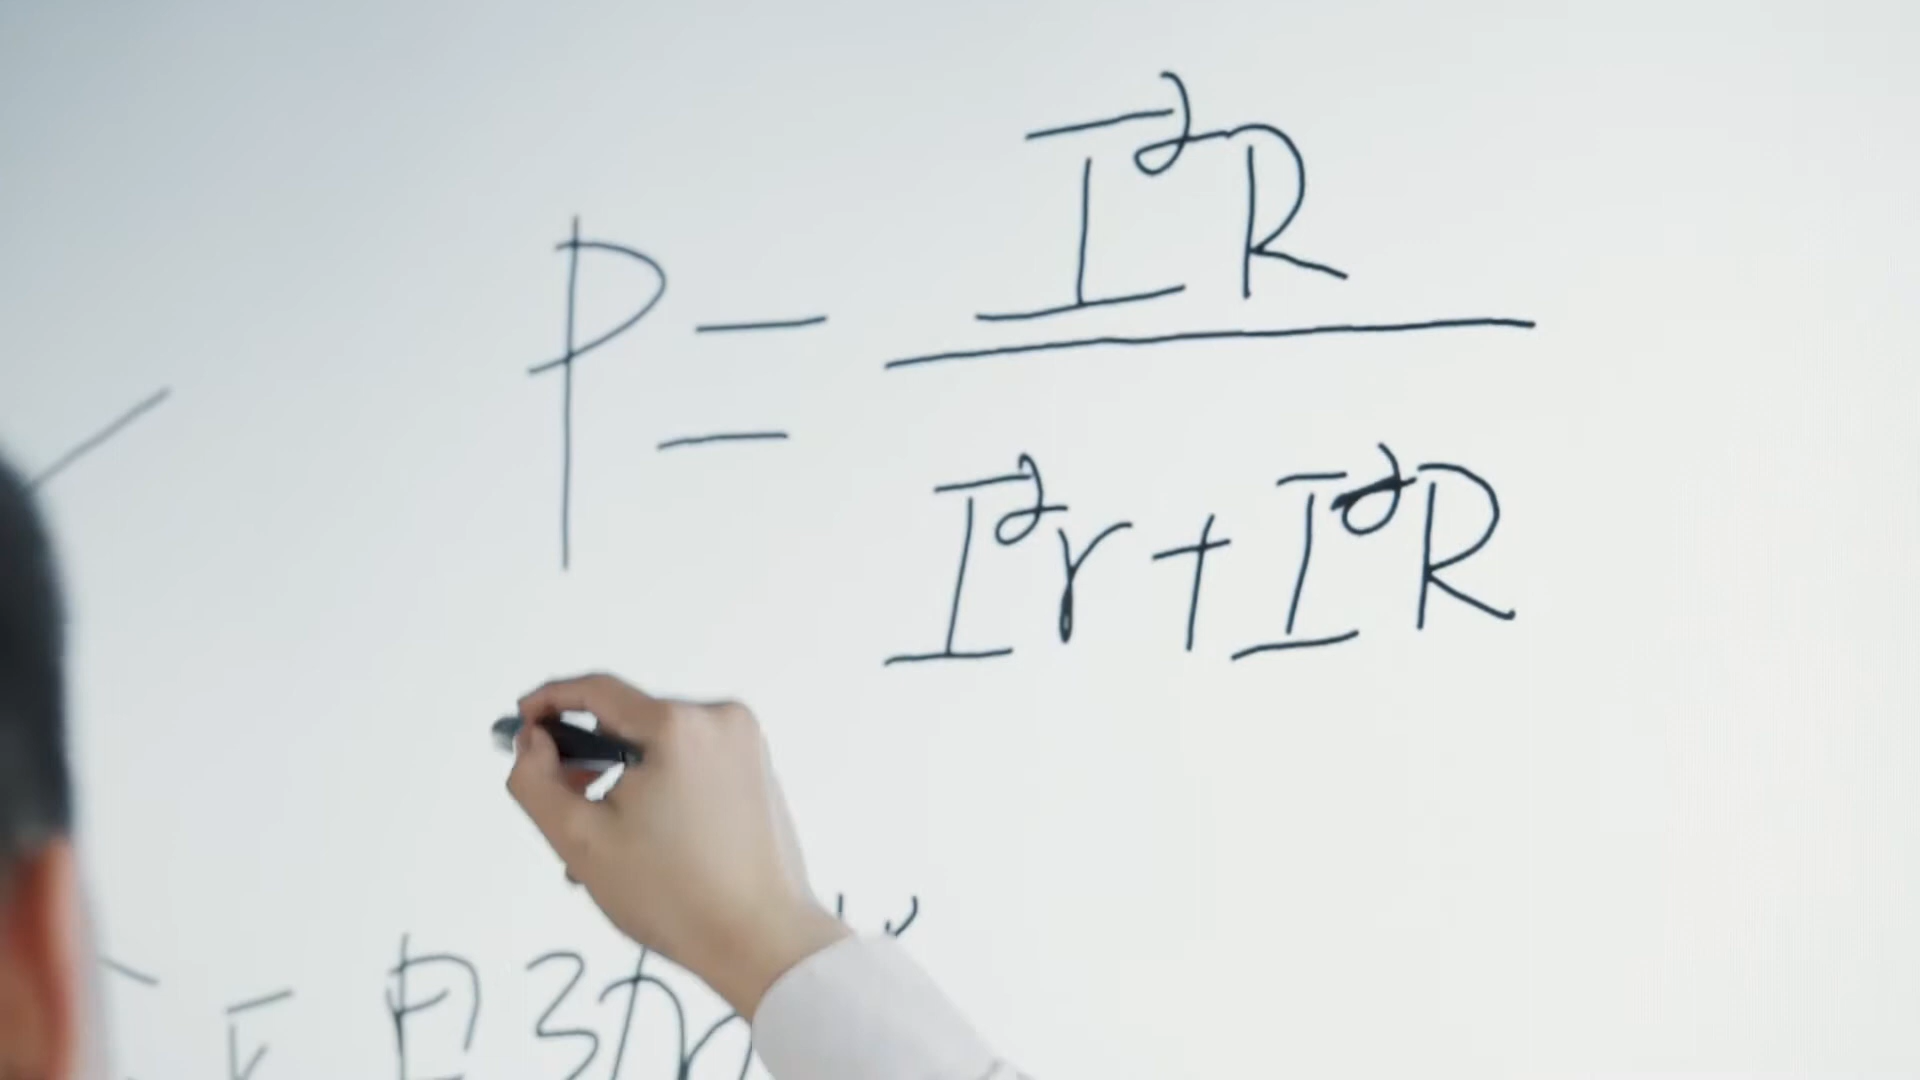 P = I²R / (I²r + I²R)